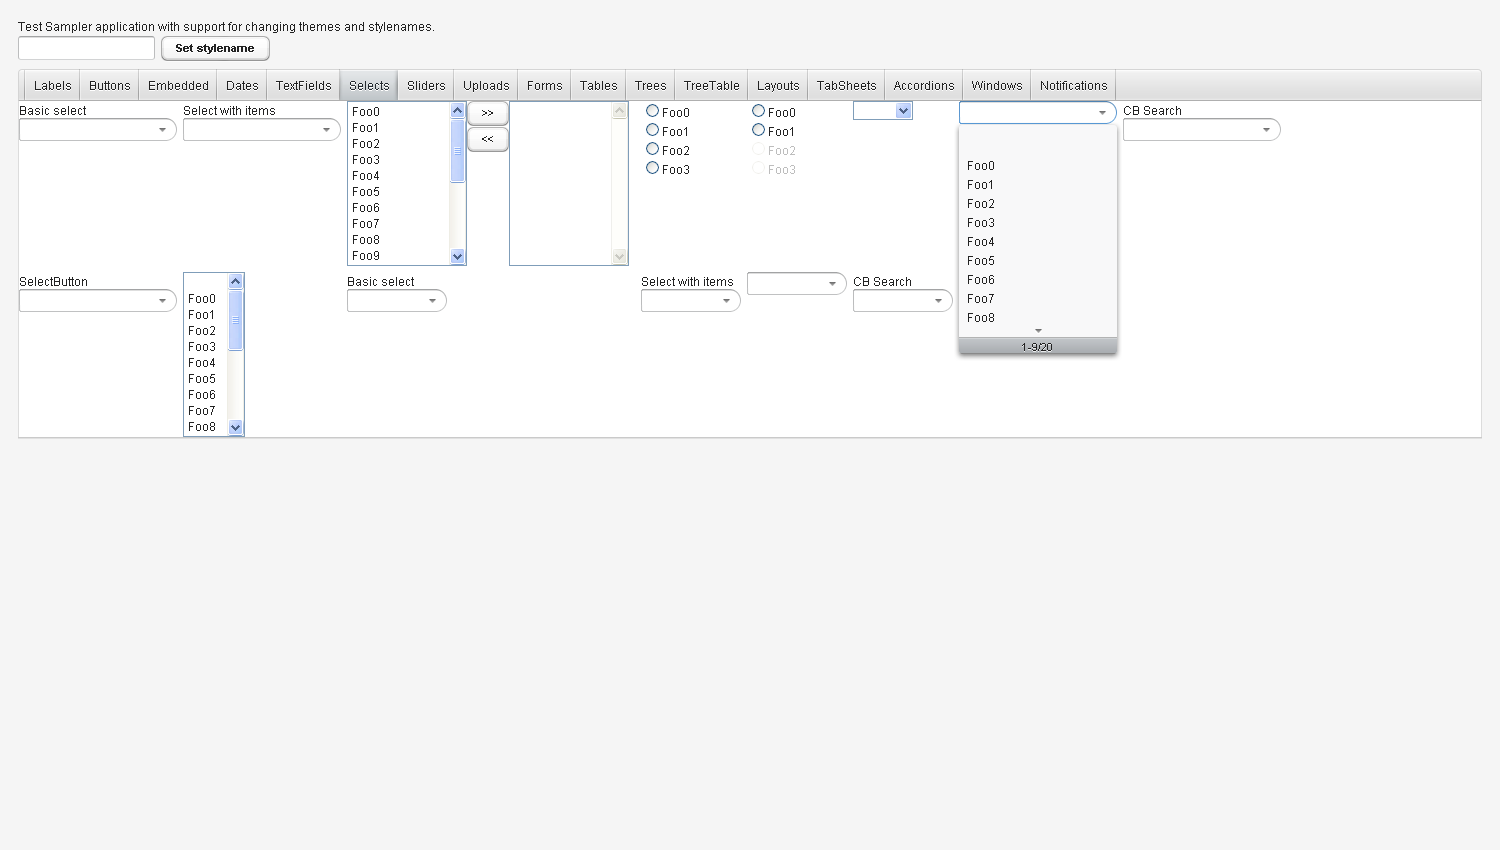 Test Sampler application with support for changing themes and stylenames.
Set stylename
Labels Buttons Embedded Dates TextFields Selects Sliders Uploads Forms Tables Trees TreeTable Layouts TabSheets Accordions Windows Notifications
Basic select
Select with items
Foo0
Foo1
Foo2
Foo3
Foo4
Foo5
Foo6
Foo7
Foo8
Foo9
>>
<<
Foo0
Foo1
Foo2
Foo3
Foo0
Foo1
Foo2
Foo3
Foo0
Foo1
Foo2
Foo3
Foo4
Foo5
Foo6
Foo7
Foo8
1-9/20
CB Search
SelectButton
Foo0
Foo1
Foo2
Foo3
Foo4
Foo5
Foo6
Foo7
Foo8
Basic select
Select with items
CB Search